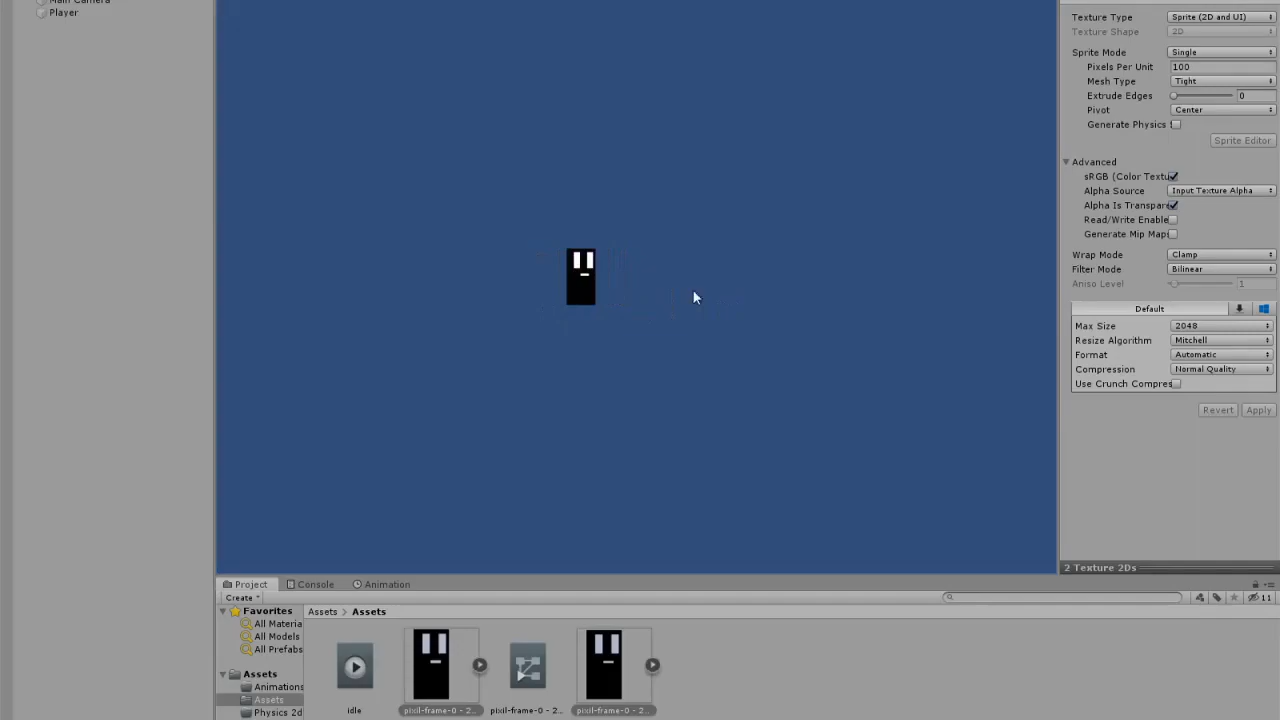 Main Camera
Player
Texture Type Sprite (2D and UI)
Texture Shape 2D
Sprite Mode Single
Pixels Per Unit 100
Mesh Type Tight
Extrude Edges 0
Pivot Center
Generate Physics
Sprite Editor
Advanced
sRGB (Color Textu
Alpha Source Input Texture Alpha
Alpha Is Transpare
Read/Write Enable
Generate Mip Maps
Wrap Mode Clamp
Filter Mode Bilinear
Aniso Level 1
Default
Max Size 2048
Resize Algorithm Mitchell
Format Automatic
Compression Normal Quality
Use Crunch Compres
Revert Apply
2 Texture 2Ds
Project Console Animation
Create 11
Favorites Assets > Assets
All Materia
All Models
All Prefabs
Assets
Animations
Assets
Physics 2d
idle pixil-frame-0 - 2... pixil-frame-0 - 2... pixil-frame-0 - 2...